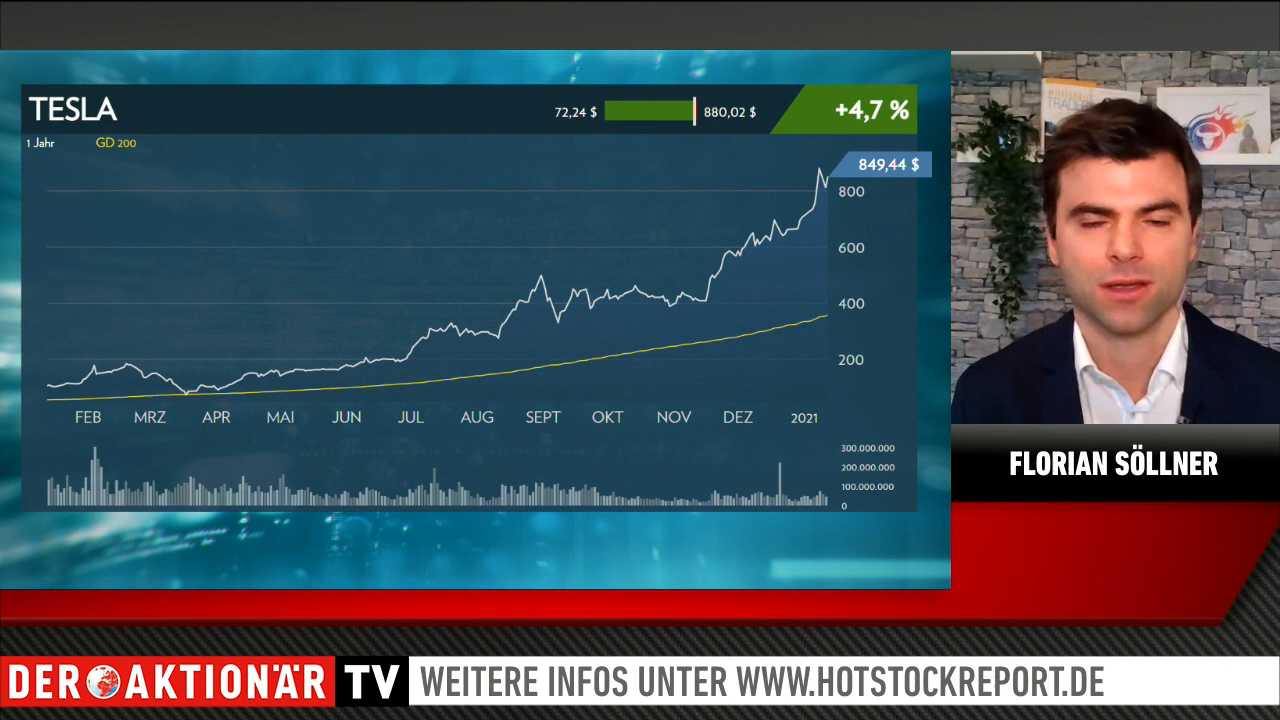 TESLA
72,24 $
880,02 $
+4,7 %
1 Jahr
GD 200
849,44 $
800
600
400
200
FEB MRZ APR MAI JUN JUL AUG SEPT OKT NOV DEZ 2021
300.000.000
200.000.000
100.000.000
0
TRADER
FLORIAN SÖLLNER
DER AKTIONÄR TV
WEITERE INFOS UNTER WWW.HOTSTOCKREPORT.DE